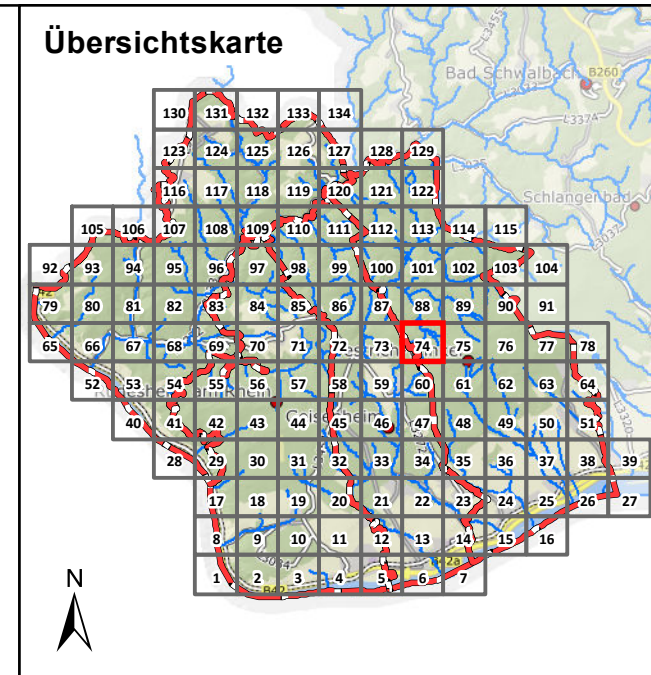 Übersichtskarte
L3455
Bad Schwalbach
B260
L3374
130 131 132 133 134
123 124 125 126 127 128 129
L3035
116 117 118 119 120 121 122
Schlangenbad
105 106 107 108 109 110 111 112 113 114 115
L3037
92 93 94 95 96 97 98 99 100 101 102 103 104
79 80 81 82 83 84 85 86 87 88 89 90 91
65 66 67 68 69 70 71 72 73 74 75 76 77 78
52 53 54 55 56 57 58 59 60 61 62 63 64
L3320
40 41 42 43 44 45 46 47 48 49 50 51
28 29 30 31 32 33 34 35 36 37 38 39
17 18 19 20 21 22 23 24 25 26 27
8 9 10 11 12 13 14 15 16
L3034
B42a
1 2 3 4 5 6 7
B42
N